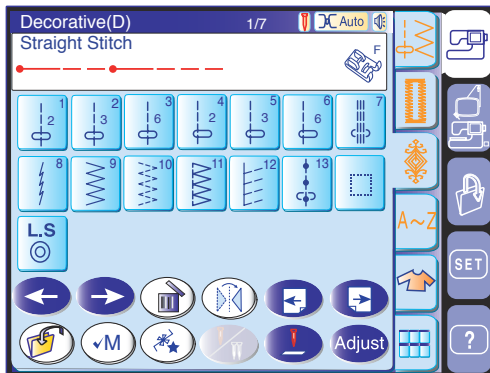 Decorative(D) 1/7 Auto
Straight Stitch
F
1 2 3 4 5 6 7
2 3 6 2 3 6
8 9 10 11 12 13
A~Z
L.S
SET
✓M Adjust ?